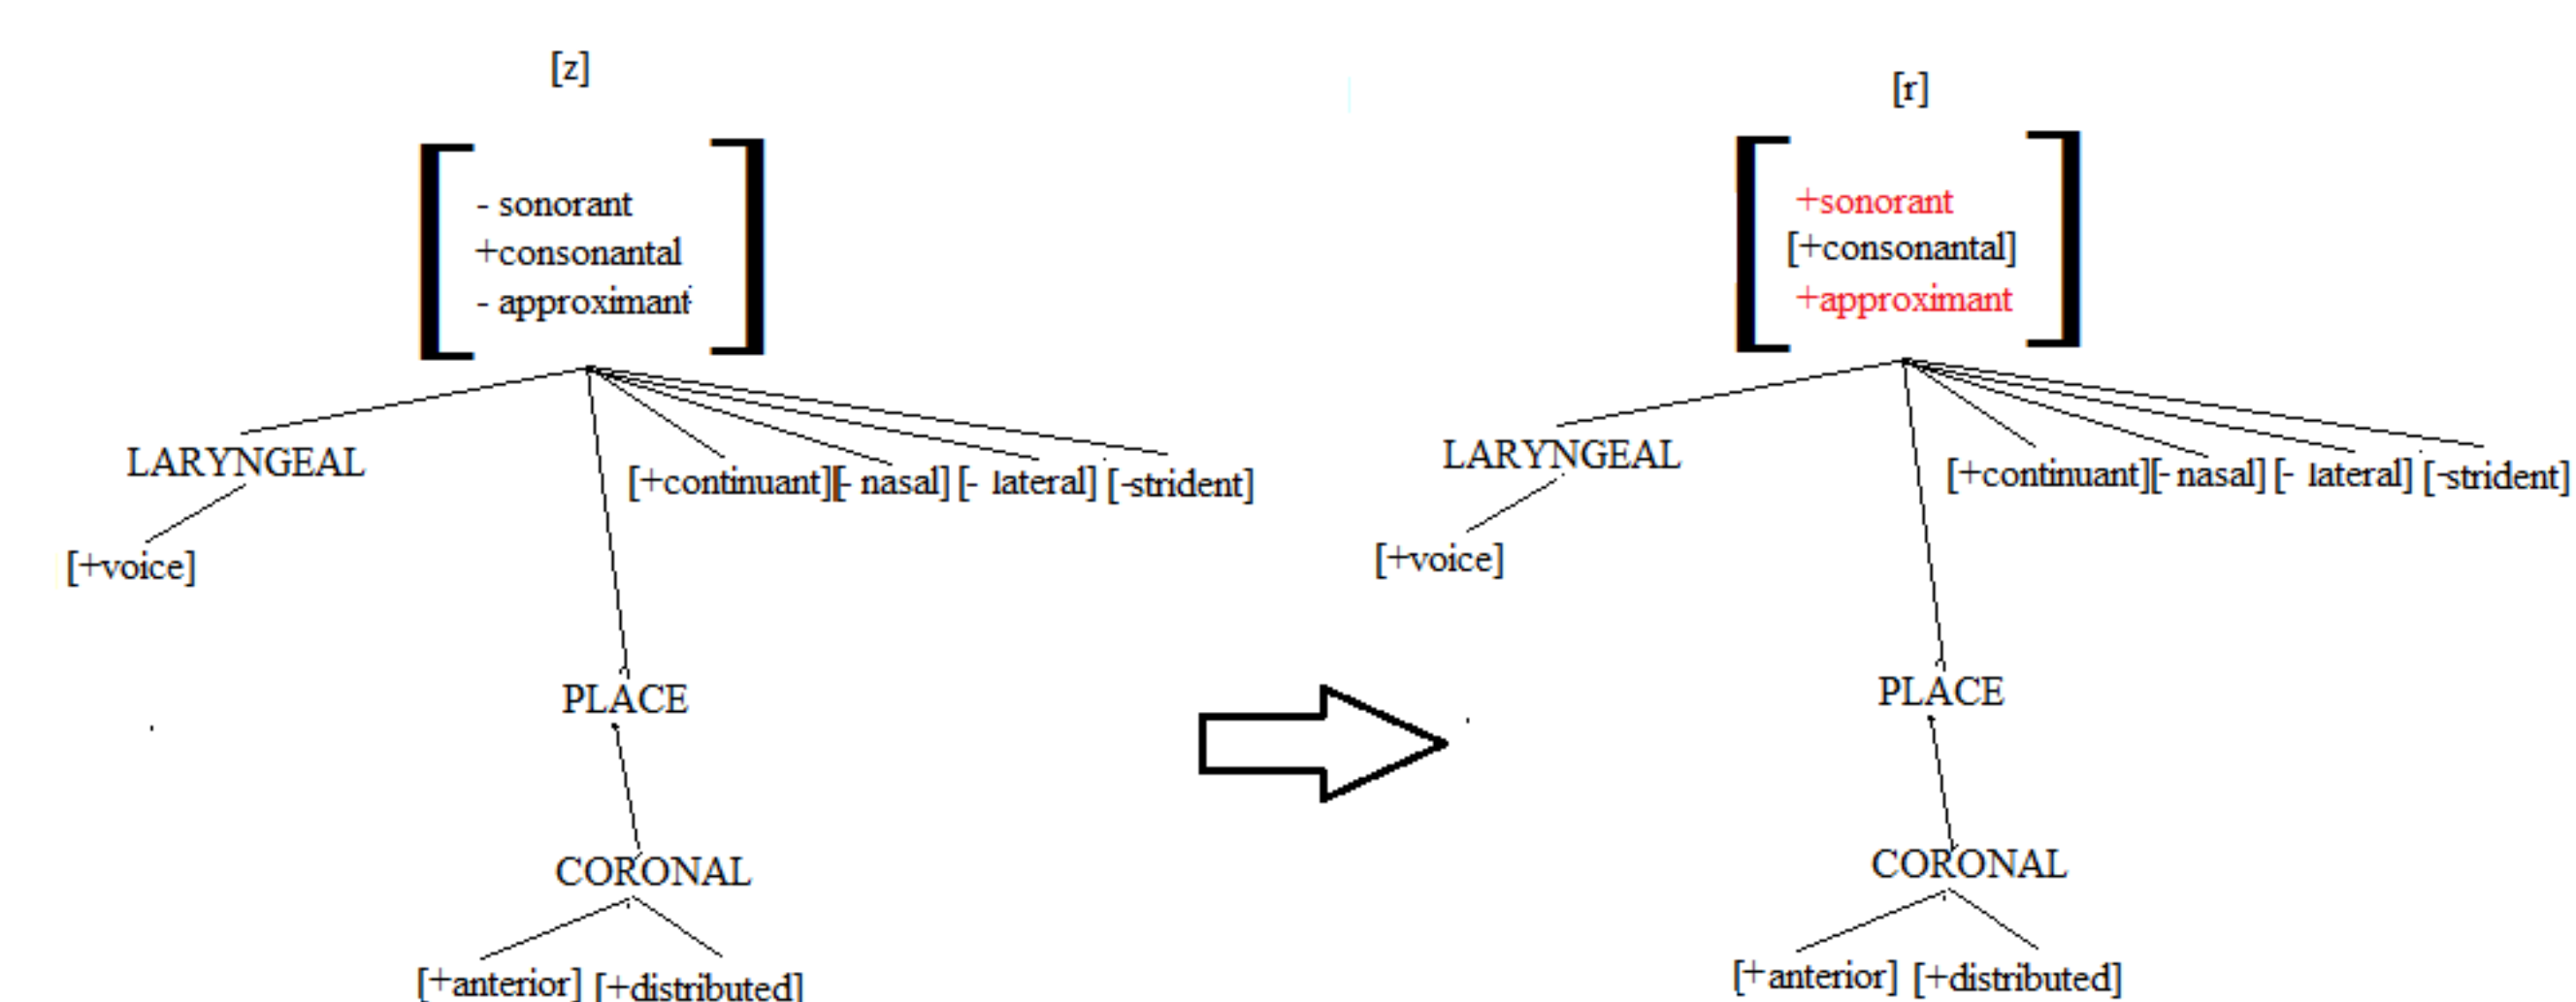 [z]
- sonorant
+consonantal
- approximant
LARYNGEAL
[+continuant][- nasal] [- lateral] [-strident]
[+voice]
PLACE
CORONAL
[+anterior] [+distributed]
[r]
+sonorant
[+consonantal]
+approximant
LARYNGEAL
[+continuant][- nasal] [- lateral] [-strident]
[+voice]
PLACE
CORONAL
[+anterior] [+distributed]